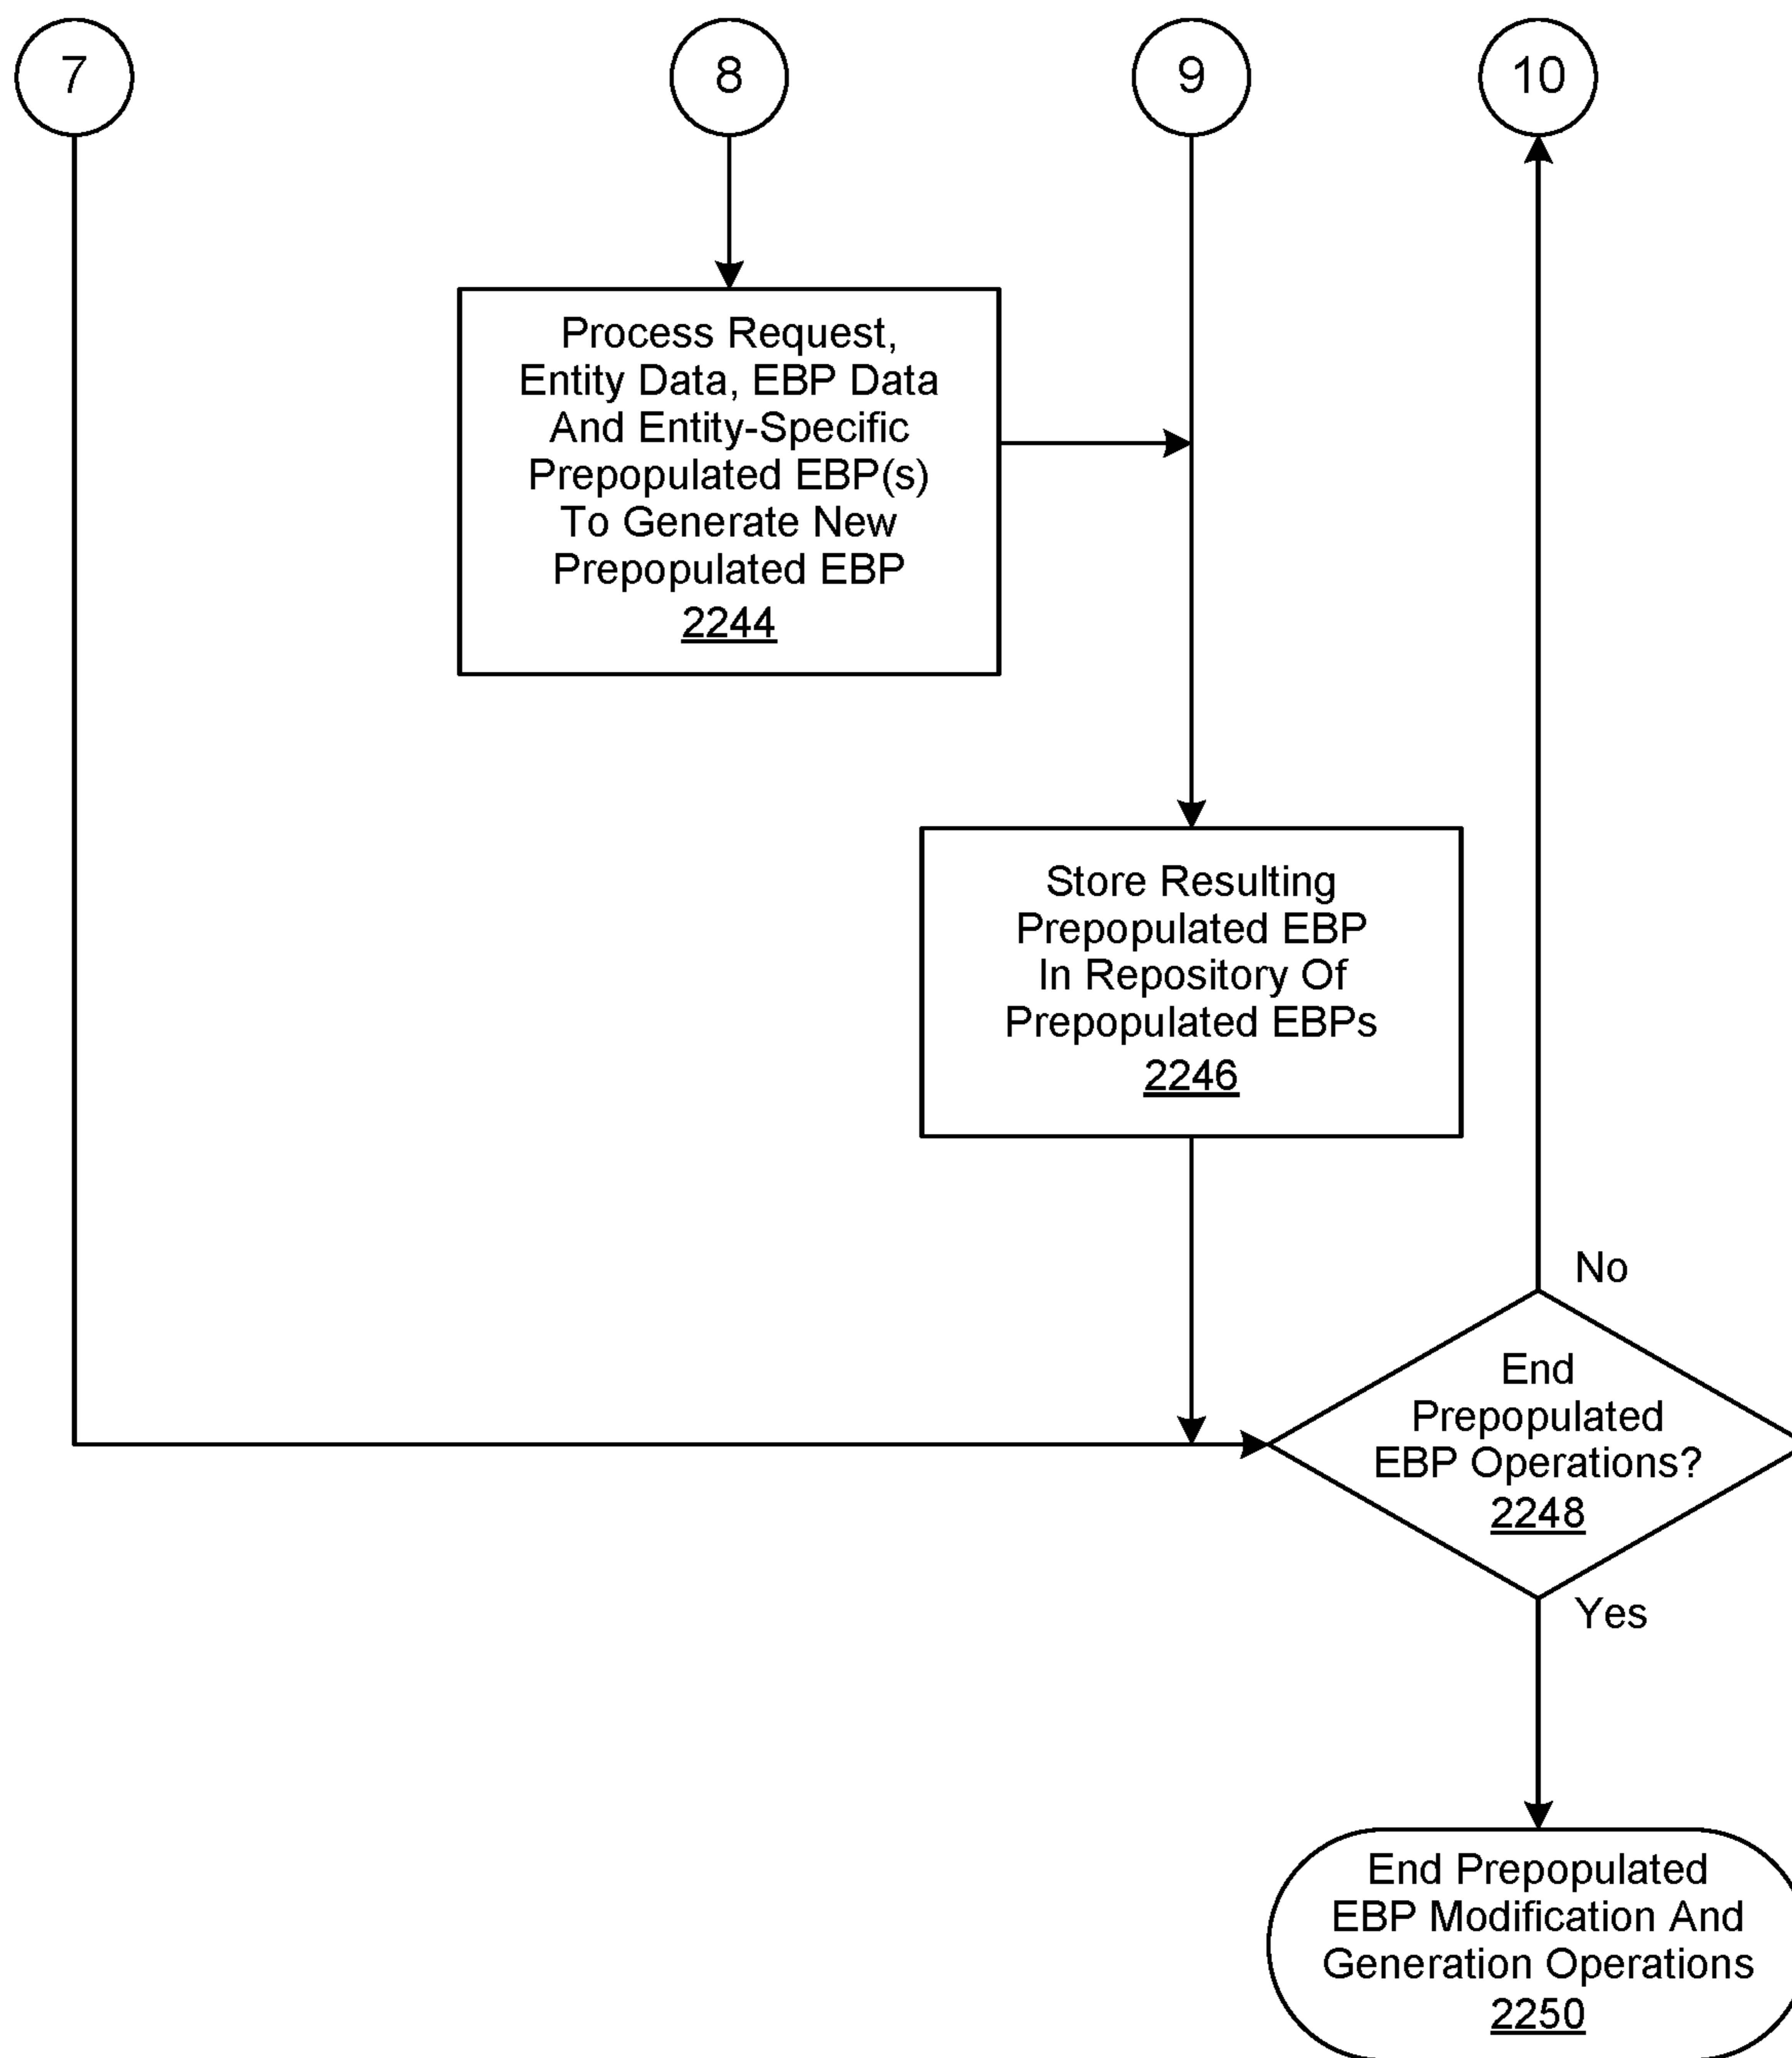 7
8
9
10
Process Request,
Entity Data, EBP Data
And Entity-Specific
Prepopulated EBP(s)
To Generate New
Prepopulated EBP
2244
Store Resulting
Prepopulated EBP
In Repository Of
Prepopulated EBPs
2246
No
End
Prepopulated
EBP Operations?
2248
Yes
End Prepopulated
EBP Modification And
Generation Operations
2250